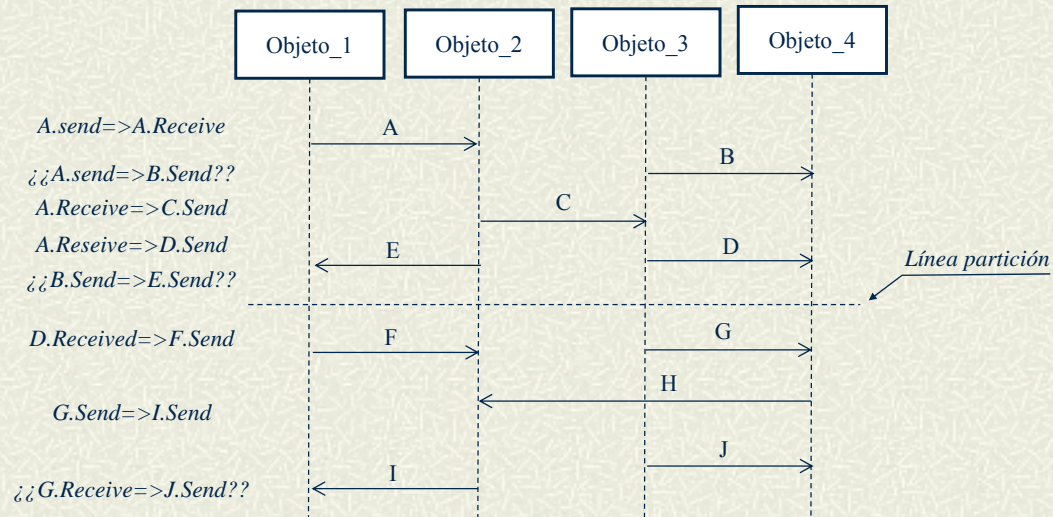 Objeto_1
Objeto_2
Objeto_3
Objeto_4
A.send=>A.Receive
A
¿¿A.send=>B.Send??
B
A.Receive=>C.Send
C
A.Reseive=>D.Send
E
D
¿¿B.Send=>E.Send??
Línea partición
D.Received=>F.Send
F
G
H
G.Send=>I.Send
J
¿¿G.Receive=>J.Send??
I